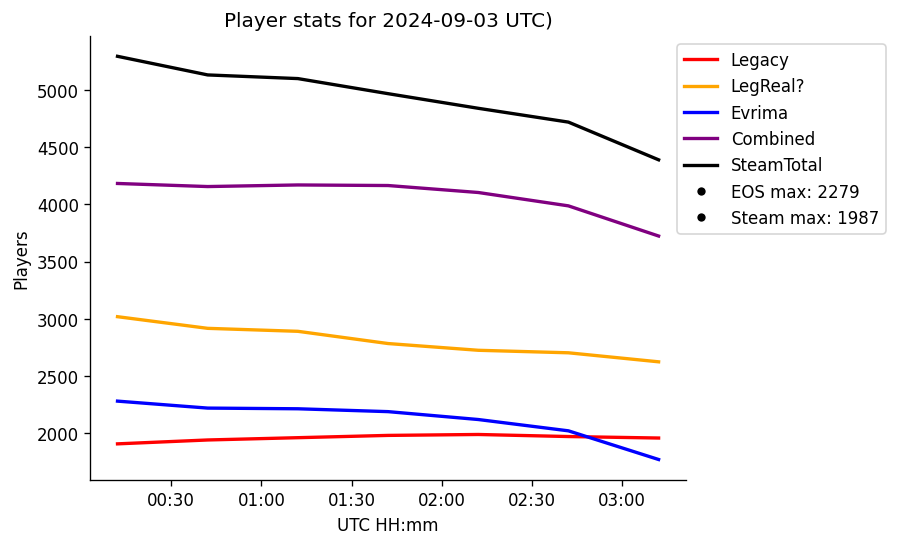 Player stats for 2024-09-03 UTC)
Players
5000
4500
4000
3500
3000
2500
2000
00:30 01:00 01:30 02:00 02:30 03:00
UTC HH:mm
Legacy
LegReal?
Evrima
Combined
SteamTotal
EOS max: 2279
Steam max: 1987